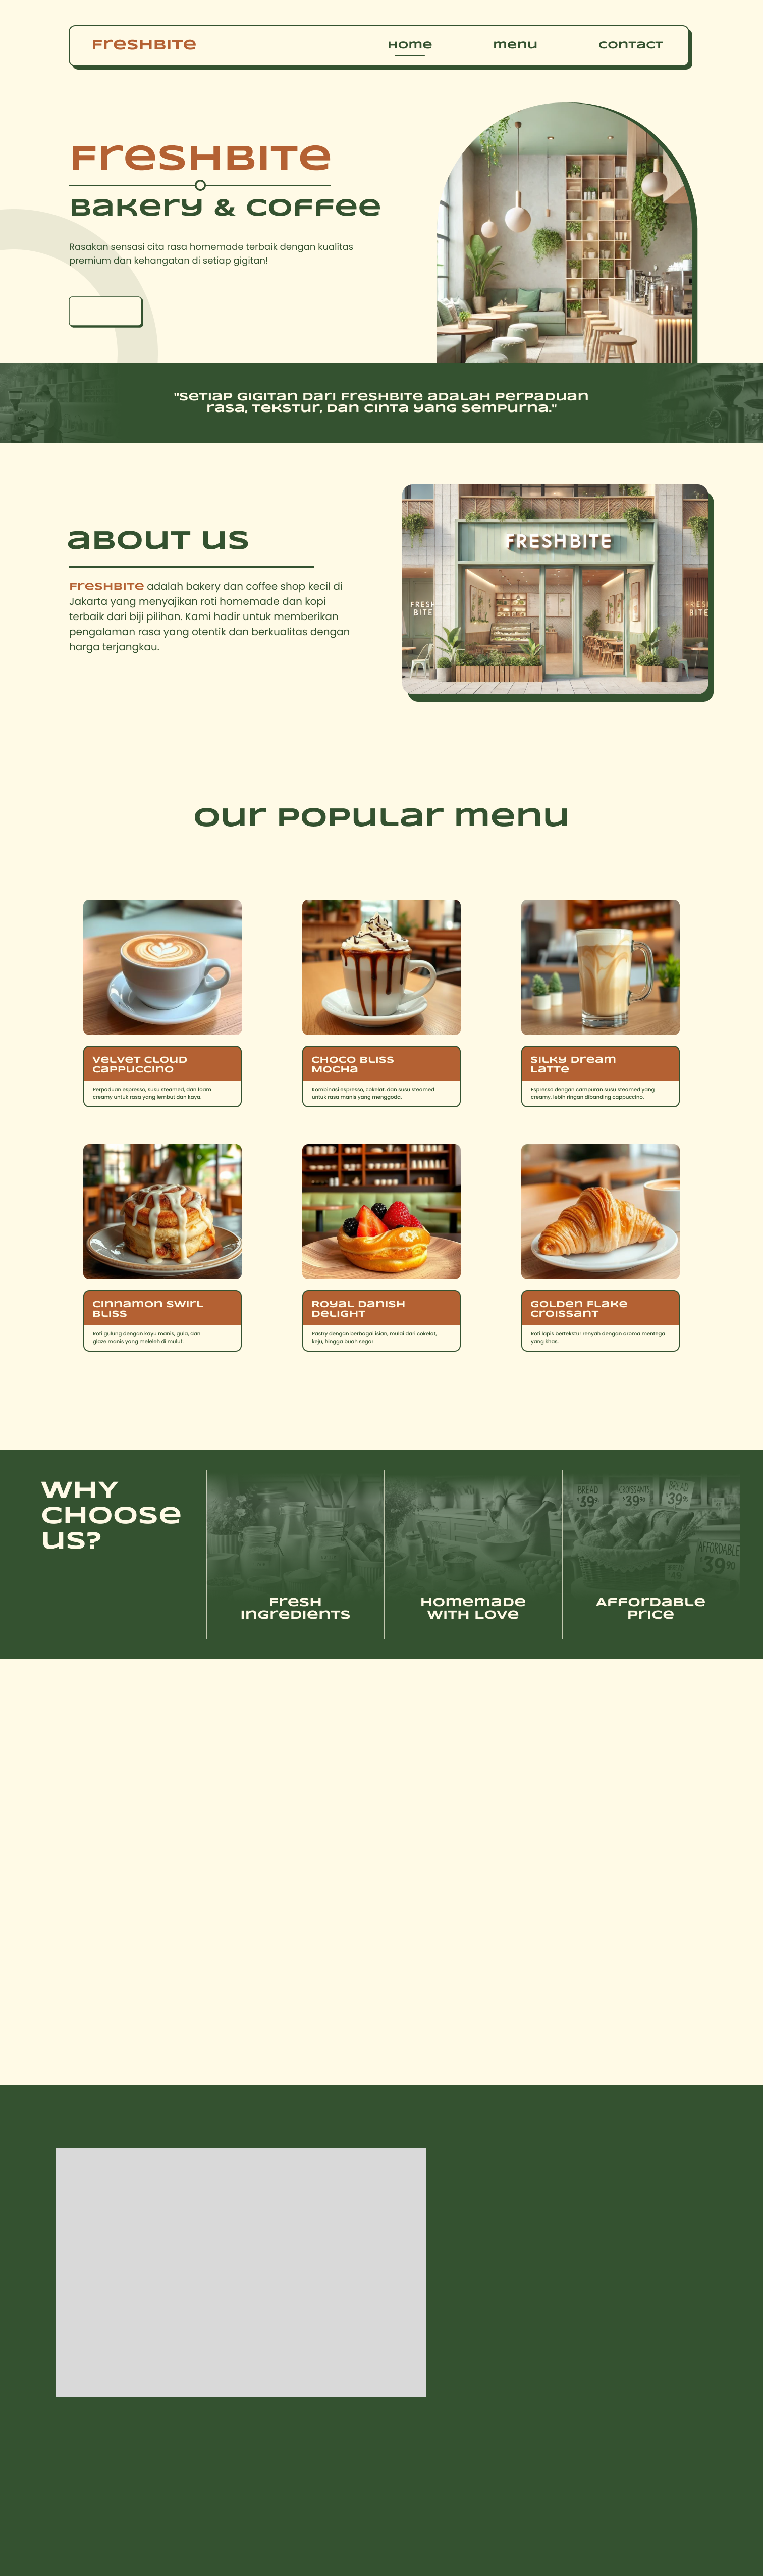 FreshBite
Home
Menu
Contact
FreshBite
Bakery & Coffee
Rasakan sensasi cita rasa homemade terbaik dengan kualitas
premium dan kehangatan di setiap gigitan!
"Setiap gigitan dari FreshBite adalah perpaduan
rasa, tekstur, dan cinta yang sempurna."
About Us
FreshBite adalah bakery dan coffee shop kecil di
Jakarta yang menyajikan roti homemade dan kopi
terbaik dari biji pilihan. Kami hadir untuk memberikan
pengalaman rasa yang otentik dan berkualitas dengan
harga terjangkau.
FRESHBITE
FRESH
BITE
FRESH
BITE
Our Popular Menu
Velvet Cloud
Cappuccino
Perpaduan espresso, susu steamed, dan foam
creamy untuk rasa yang lembut dan kaya.
Choco Bliss
Mocha
Kombinasi espresso, cokelat, dan susu steamed
untuk rasa manis yang menggoda.
Silky Dream
Latte
Espresso dengan campuran susu steamed yang
creamy, lebih ringan dibanding cappuccino.
Cinnamon Swirl
Bliss
Roti gulung dengan kayu manis, gula, dan
glaze manis yang meleleh di mulut.
Royal Danish
Delight
Pastry dengan berbagai isian, mulai dari cokelat,
keju, hingga buah segar.
Golden Flake
Croissant
Roti lapis bertekstur renyah dengan aroma mentega
yang khas.
WHY
CHOOSE
US?
Fresh
Ingredients
Homemade
with Love
BREAD
39
CROISSANTS
39
BREAD
39
AFFORDABLE
39 90
Affordable
Price